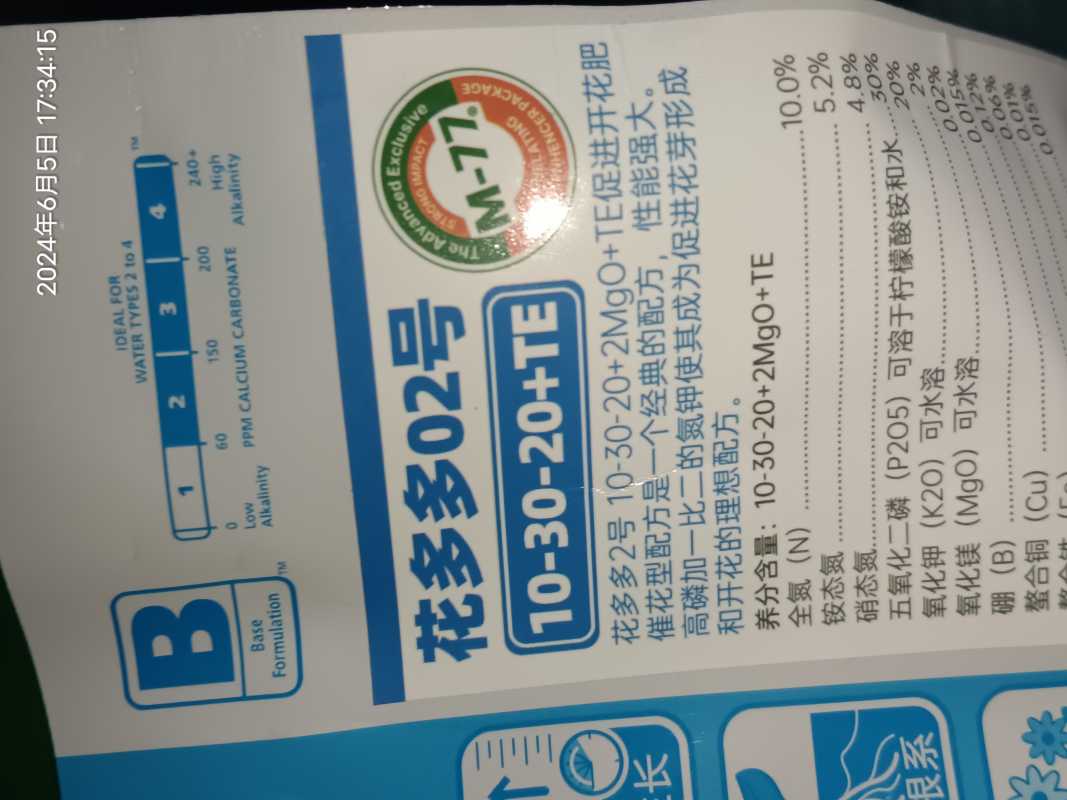 2024年6月5日 17:34:15
B
Base
Formulation
TM
IDEAL FOR
WATER TYPES 2 to 4
1 2 3 4
TM
0 60 150 200 240+
Low
Alkalinity
PPM CALCIUM CARBONATE
High
Alkalinity
花多多02号
10-30-20+TE
The Advanced Exclusive
STRONG IMPACT
M-77®
ENHANCER PACKAGE
花多多2号 10-30-20+2MgO+TE促进开花肥
催花型配方是一个经典的配方，性能强大。
高磷加一比二的氮钾使其成为促进花芽形成
和开花的理想配方。
养分含量：10-30-20+2MgO+TE
全氮（N）……10.0%
铵态氮……5.2%
硝态氮……4.8%
五氧化二磷（P2O5）可溶于柠檬酸铵和水……30%
氧化钾（K2O）可水溶……20%
氧化镁（MgO）可水溶……2%
硼（B）……0.02%
螯合铜（Cu）……0.015%
0.12%
0.06%
0.01%
0.015%
长
根系